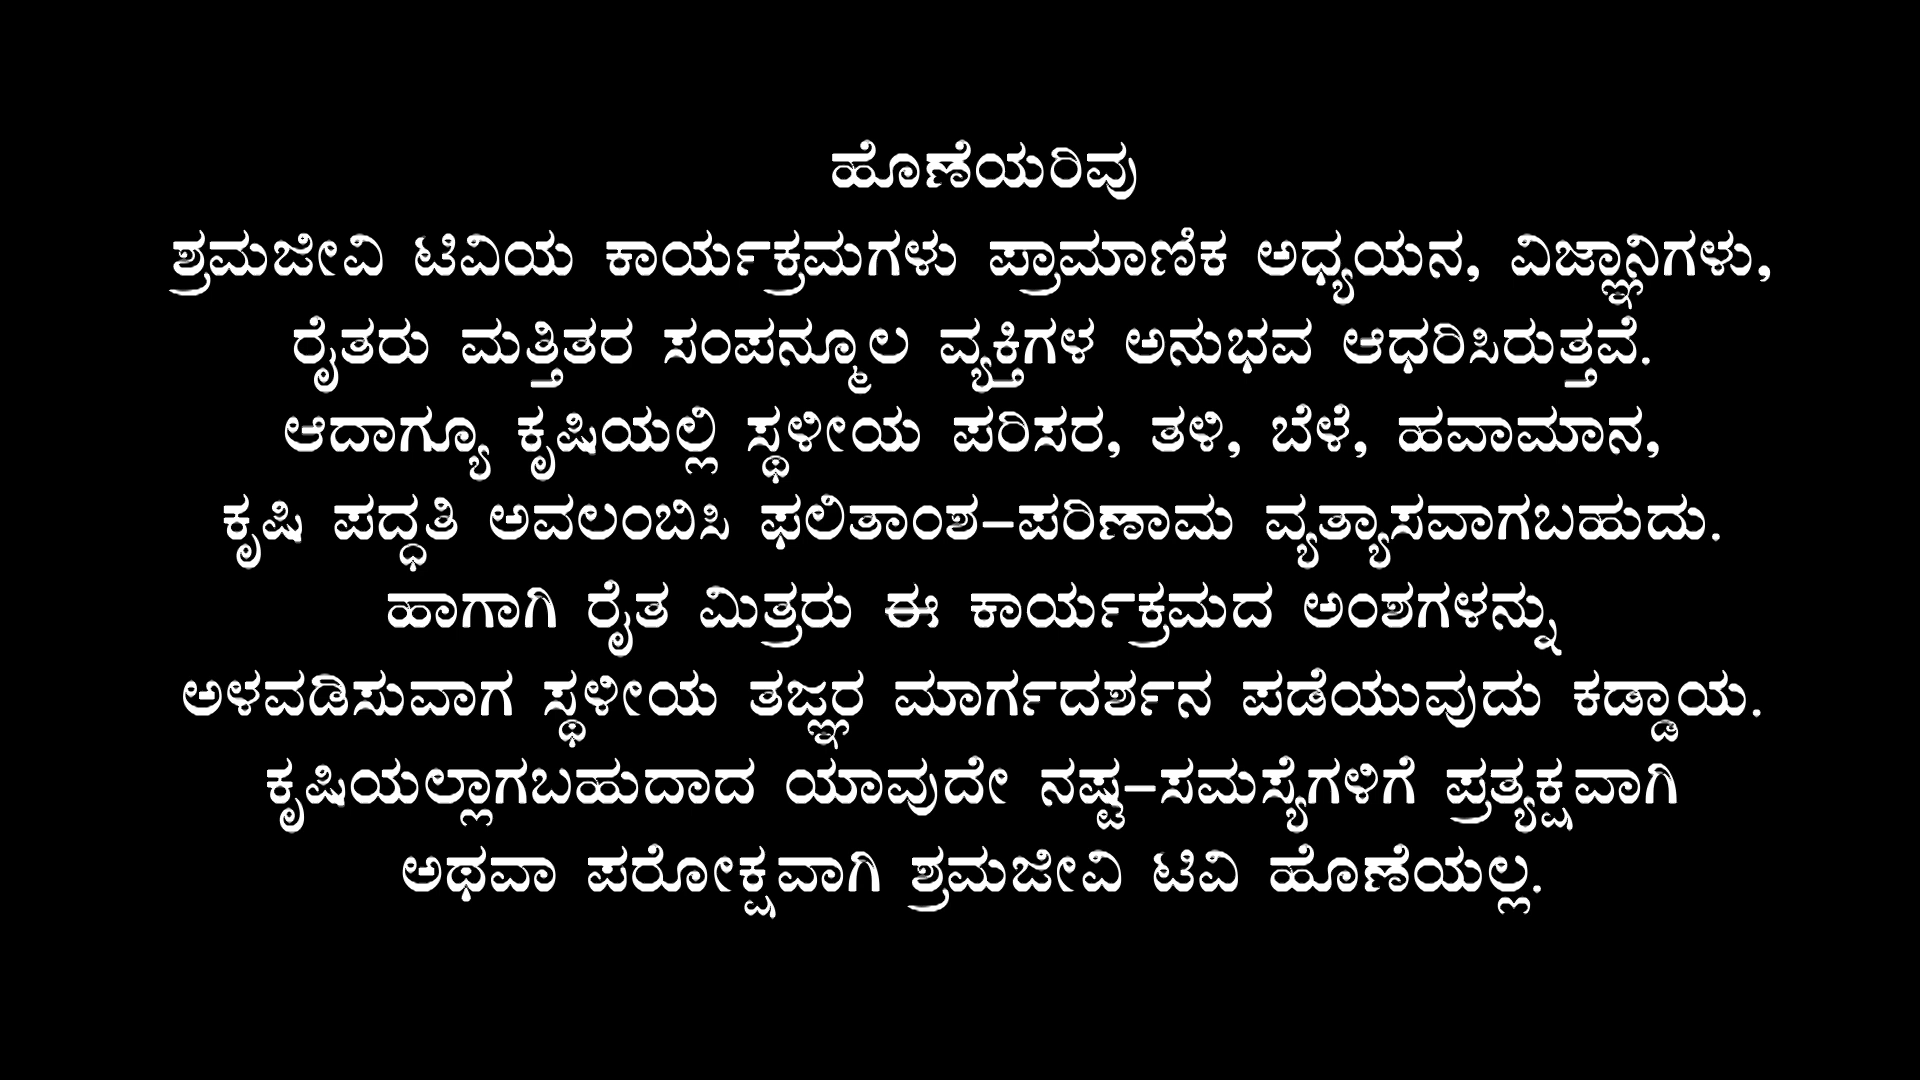 ಹೊಣೆಯರಿವು
ಶ್ರಮಜೀವಿ ಟಿವಿಯ ಕಾರ್ಯಕ್ರಮಗಳು ಪ್ರಾಮಾಣಿಕ ಅಧ್ಯಯನ, ವಿಜ್ಞಾನಿಗಳು,
ರೈತರು ಮತ್ತಿತರ ಸಂಪನ್ಮೂಲ ವ್ಯಕ್ತಿಗಳ ಅನುಭವ ಆಧರಿಸಿರುತ್ತವೆ.
ಆದಾಗ್ಯೂ ಕೃಷಿಯಲ್ಲಿ ಸ್ಥಳೀಯ ಪರಿಸರ, ತಳಿ, ಬೆಳೆ, ಹವಾಮಾನ,
ಕೃಷಿ ಪದ್ಧತಿ ಅವಲಂಬಿಸಿ ಫಲಿತಾಂಶ-ಪರಿಣಾಮ ವ್ಯತ್ಯಾಸವಾಗಬಹುದು.
ಹಾಗಾಗಿ ರೈತ ಮಿತ್ರರು ಈ ಕಾರ್ಯಕ್ರಮದ ಅಂಶಗಳನ್ನು
ಅಳವಡಿಸುವಾಗ ಸ್ಥಳೀಯ ತಜ್ಞರ ಮಾರ್ಗದರ್ಶನ ಪಡೆಯುವುದು ಕಡ್ಡಾಯ.
ಕೃಷಿಯಲ್ಲಾಗಬಹುದಾದ ಯಾವುದೇ ನಷ್ಟ-ಸಮಸ್ಯೆಗಳಿಗೆ ಪ್ರತ್ಯಕ್ಷವಾಗಿ
ಅಥವಾ ಪರೋಕ್ಷವಾಗಿ ಶ್ರಮಜೀವಿ ಟಿವಿ ಹೊಣೆಯಲ್ಲ.